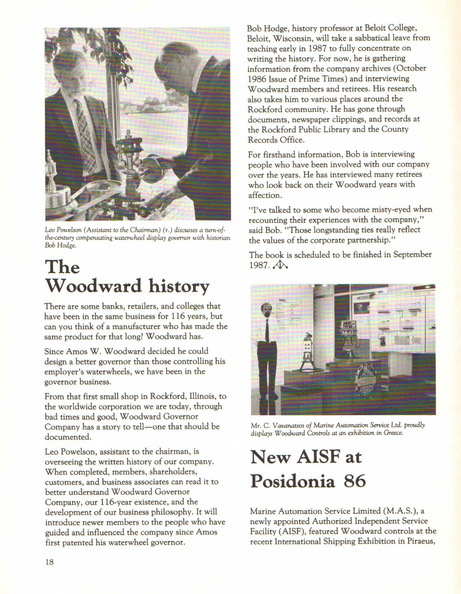 Leo Powelson (Assistant to the Chairman) (r.) discusses a turn-of-
the-century compensating waterwheel display governor with historian
Bob Hodge.
The
Woodward history
There are some banks, retailers, and colleges that
have been in the same business for 116 years, but
can you think of a manufacturer who has made the
same product for that long? Woodward has.
Since Amos W. Woodward decided he could
design a better governor than those controlling his
employer's waterwheels, we have been in the
governor business.
From that first small shop in Rockford, Illinois, to
the worldwide corporation we are today, through
bad times and good, Woodward Governor
Company has a story to tell—one that should be
documented.
Leo Powelson, assistant to the chairman, is
overseeing the written history of our company.
When completed, members, shareholders,
customers, and business associates can read it to
better understand Woodward Governor
Company, our 116-year existence, and the
development of our business philosophy. It will
introduce newer members to the people who have
guided and influenced the company since Amos
first patented his waterwheel governor.
18
Bob Hodge, history professor at Beloit College,
Beloit, Wisconsin, will take a sabbatical leave from
teaching early in 1987 to fully concentrate on
writing the history. For now, he is gathering
information from the company archives (October
1986 Issue of Prime Times) and interviewing
Woodward members and retirees. His research
also takes him to various places around the
Rockford community. He has gone through
documents, newspaper clippings, and records at
the Rockford Public Library and the County
Records Office.
For firsthand information, Bob is interviewing
people who have been involved with our company
over the years. He has interviewed many retirees
who look back on their Woodward years with
affection.
"I've talked to some who become misty-eyed when
recounting their experiences with the company,"
said Bob. "Those longstanding ties really reflect
the values of the corporate partnership."
The book is scheduled to be finished in September
1987.
Mr. C. Vavanatsos of Marine Automation Service Ltd. proudly
displays Woodward Controls at an exhibition in Greece.
New AISF at
Posidonia 86
Marine Automation Service Limited (M.A.S.), a
newly appointed Authorized Independent Service
Facility (AISF), featured Woodward controls at the
recent International Shipping Exhibition in Piraeus,